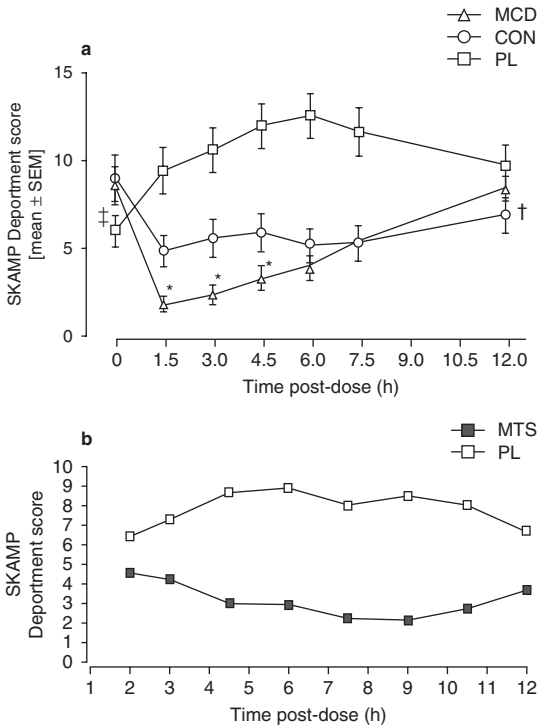 MCD
CON
PL
a
15
10
5
0
SKAMP Deportment score
[mean ± SEM]
‡
*
*
*
†
0 1.5 3.0 4.5 6.0 7.5 9.0 10.5 12.0
Time post-dose (h)
b
MTS
PL
10
9
8
7
6
5
4
3
2
1
0
SKAMP
Deportment score
1 2 3 4 5 6 7 8 9 10 11 12
Time post-dose (h)